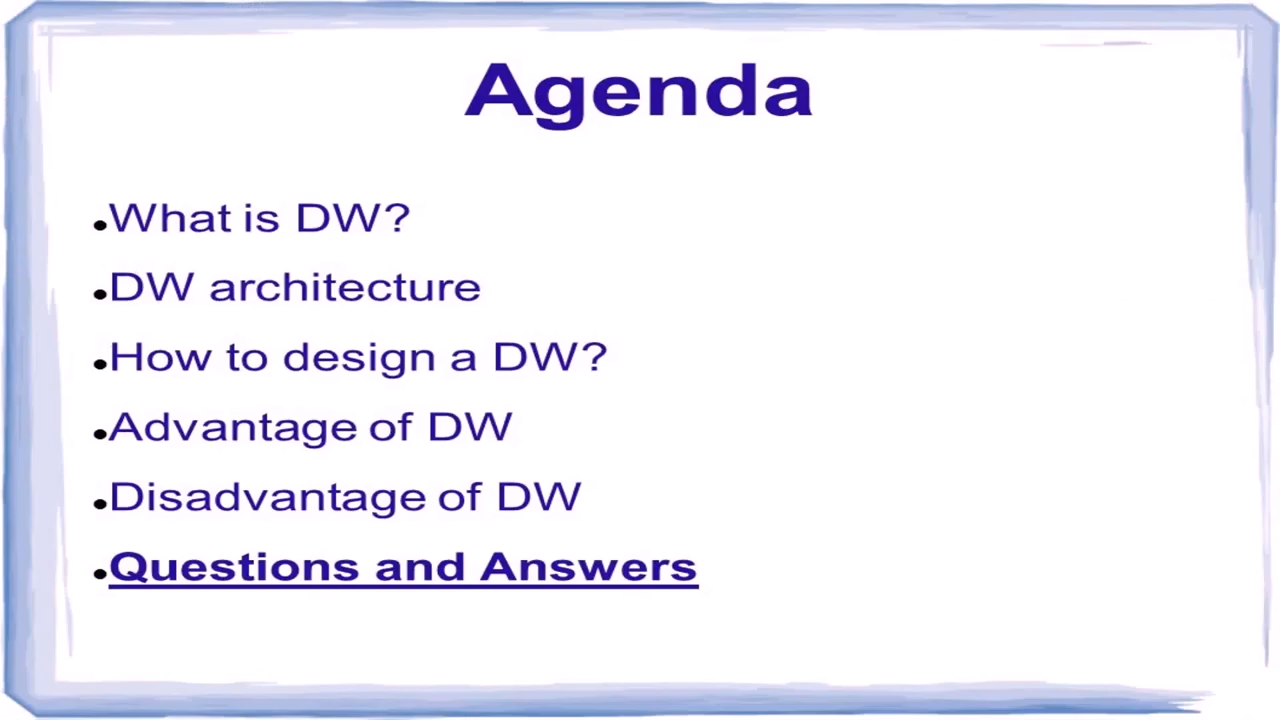 Agenda
What is DW?
DW architecture
How to design a DW?
Advantage of DW
Disadvantage of DW
Questions and Answers